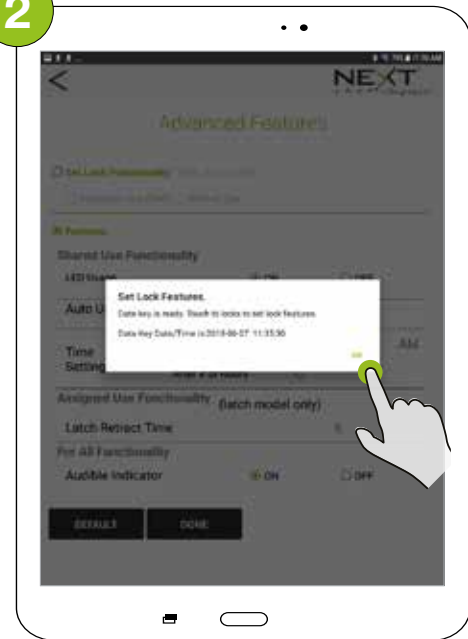 2
NEXT
Advanced Features
Set Lock Functionality
Features
Shared Use Functionality
LED Usage ON OFF
Set Lock Features.
Data key is ready. Touch to locks to set lock features.
Data Key Date/Time is 2018-06-27 11:35:36
OK
Auto U
Time AM
Setting
Assigned Use Functionality (latch model only)
Latch Retract Time
For All Functionality
Audible Indicator ON OFF
DEFAULT DONE